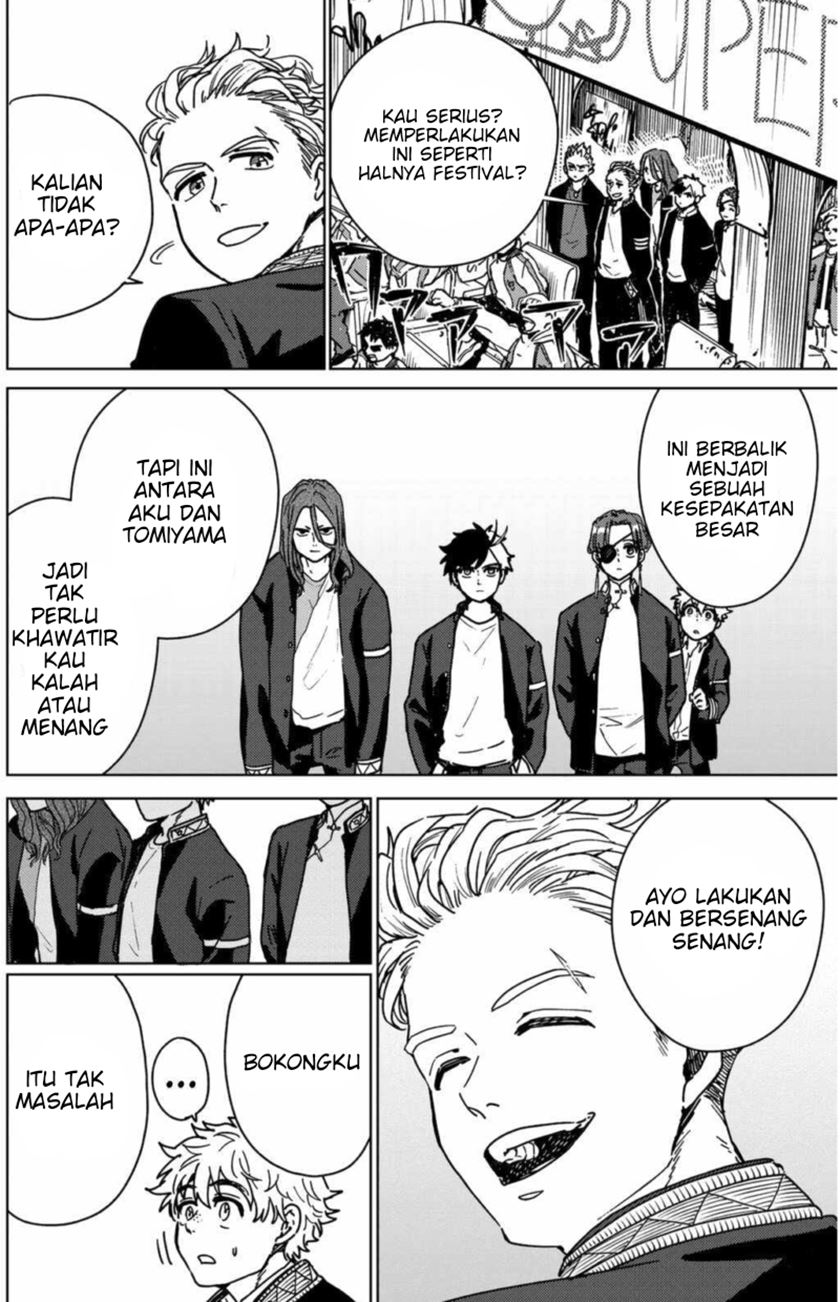 KAU SERIUS?
MEMPERLAKUKAN
INI SEPERTI
HALNYA FESTIVAL?
KALIAN
TIDAK
APA-APA?
INI BERBALIK
MENJADI
SEBUAH
KESEPAKATAN
BESAR
TAPI INI
ANTARA
AKU DAN
TOMIYAMA
JADI
TAK
PERLU
KHAWATIR
KAU
KALAH
ATAU
MENANG
AYO LAKUKAN
DAN BERSENANG
SENANG!
BOKONGKU
...
ITU TAK
MASALAH